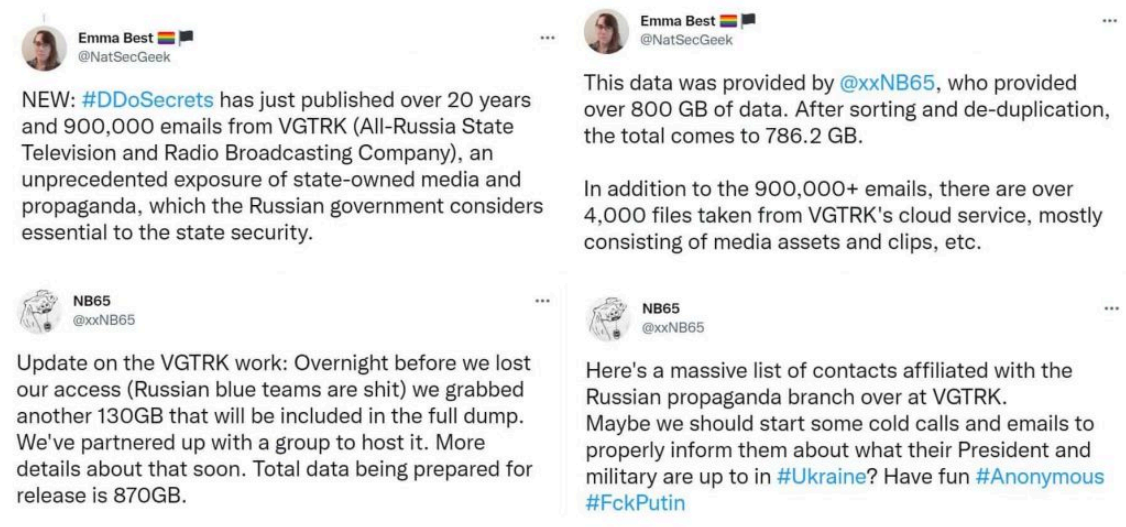 Emma Best 🏳️‍🌈🏴
@NatSecGeek
NEW: #DDoSecrets has just published over 20 years
and 900,000 emails from VGTRK (All-Russia State
Television and Radio Broadcasting Company), an
unprecedented exposure of state-owned media and
propaganda, which the Russian government considers
essential to the state security.
Emma Best 🏳️‍🌈🏴
@NatSecGeek
This data was provided by @xxNB65, who provided
over 800 GB of data. After sorting and de-duplication,
the total comes to 786.2 GB.
In addition to the 900,000+ emails, there are over
4,000 files taken from VGTRK's cloud service, mostly
consisting of media assets and clips, etc.
NB65
@xxNB65
Update on the VGTRK work: Overnight before we lost
our access (Russian blue teams are shit) we grabbed
another 130GB that will be included in the full dump.
We've partnered up with a group to host it. More
details about that soon. Total data being prepared for
release is 870GB.
NB65
@xxNB65
Here's a massive list of contacts affiliated with the
Russian propaganda branch over at VGTRK.
Maybe we should start some cold calls and emails to
properly inform them about what their President and
military are up to in #Ukraine? Have fun #Anonymous
#FckPutin